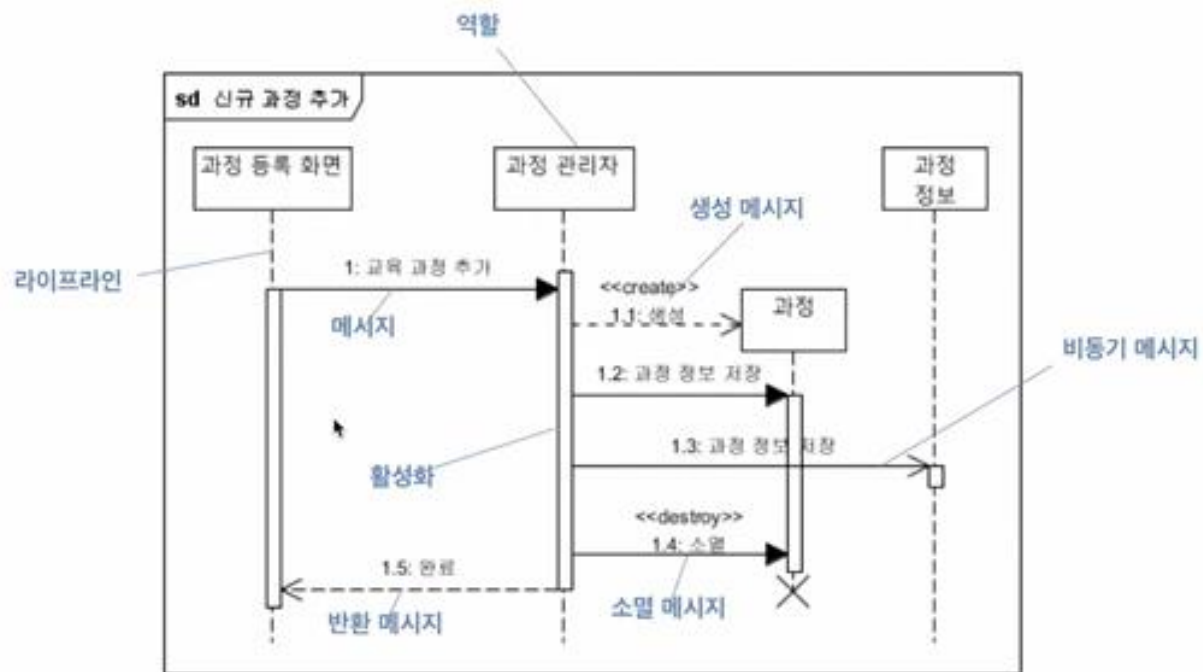 역할
sd 신규 과정 추가
과정 등록 화면
과정 관리자
과정
정보
생성 메시지
라이프라인
1: 교육 과정 추가
<<create>>
1.1: 생성
과정
메세지
비동기 메시지
1.2: 과정 정보 저장
1.3: 과정 정보 저장
활성화
<<destroy>>
1.4: 소멸
1.5: 완료
소멸 메시지
반환 메시지